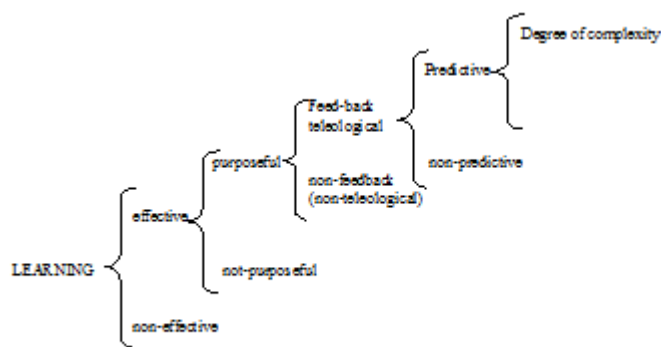 Degree of complexity
Predictive
Feed-back
teleological
non-predictive
purposeful
non-feedback
(non-teleological)
effective
LEARNING
not-purposeful
non-effective